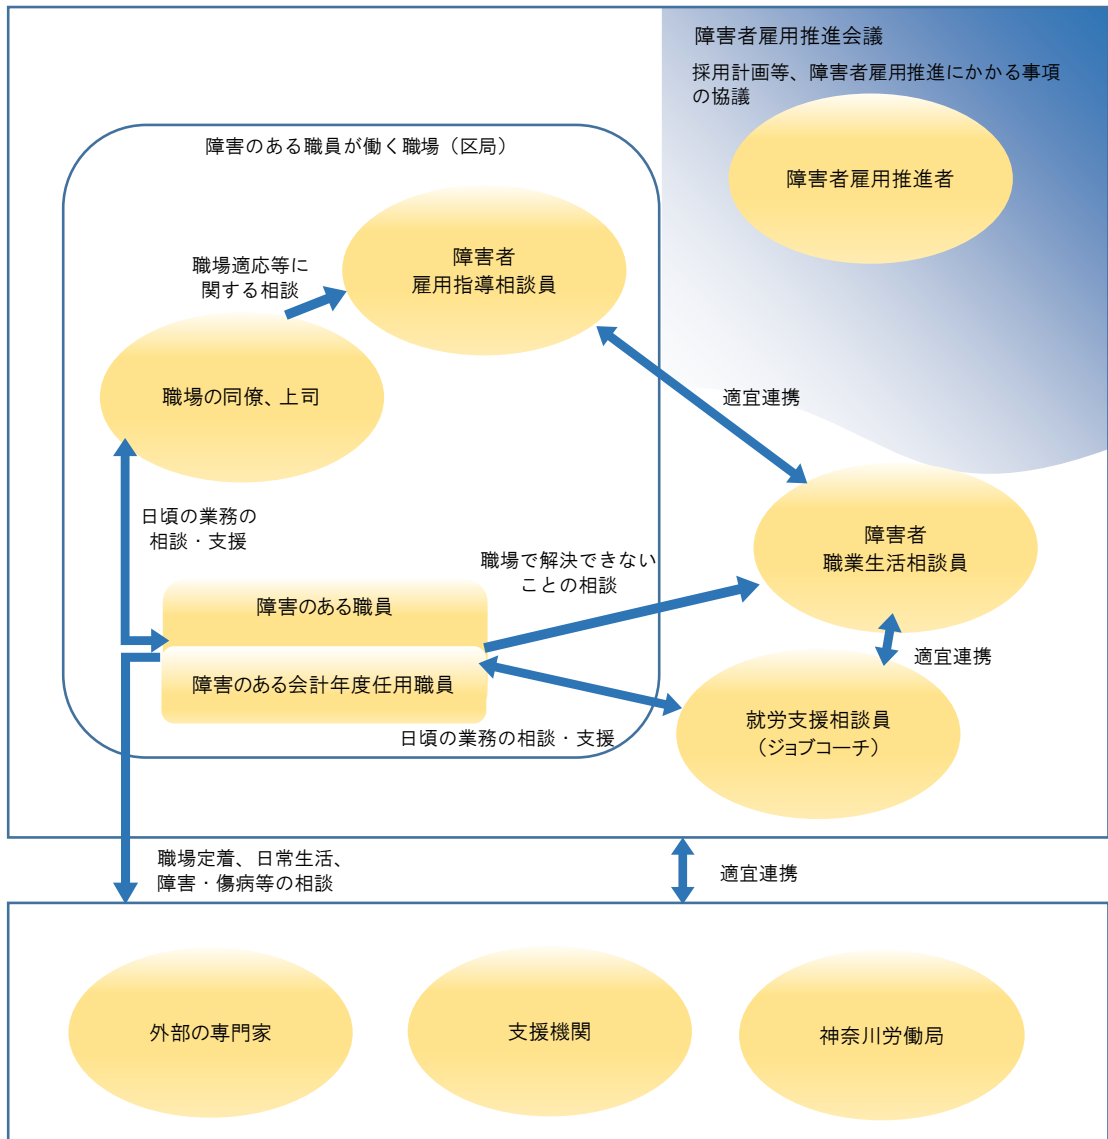 障害者雇用推進会議
採用計画等、障害者雇用推進にかかる事項
の協議
障害者雇用推進者
障害のある職員が働く職場（区局）
障害者
雇用指導相談員
職場適応等に
関する相談
職場の同僚、上司
適宜連携
日頃の業務の
相談・支援
職場で解決できない
ことの相談
障害者
職業生活相談員
障害のある職員
障害のある会計年度任用職員
適宜連携
日頃の業務の相談・支援
就労支援相談員
（ジョブコーチ）
職場定着、日常生活、
障害・傷病等の相談
適宜連携
外部の専門家
支援機関
神奈川労働局